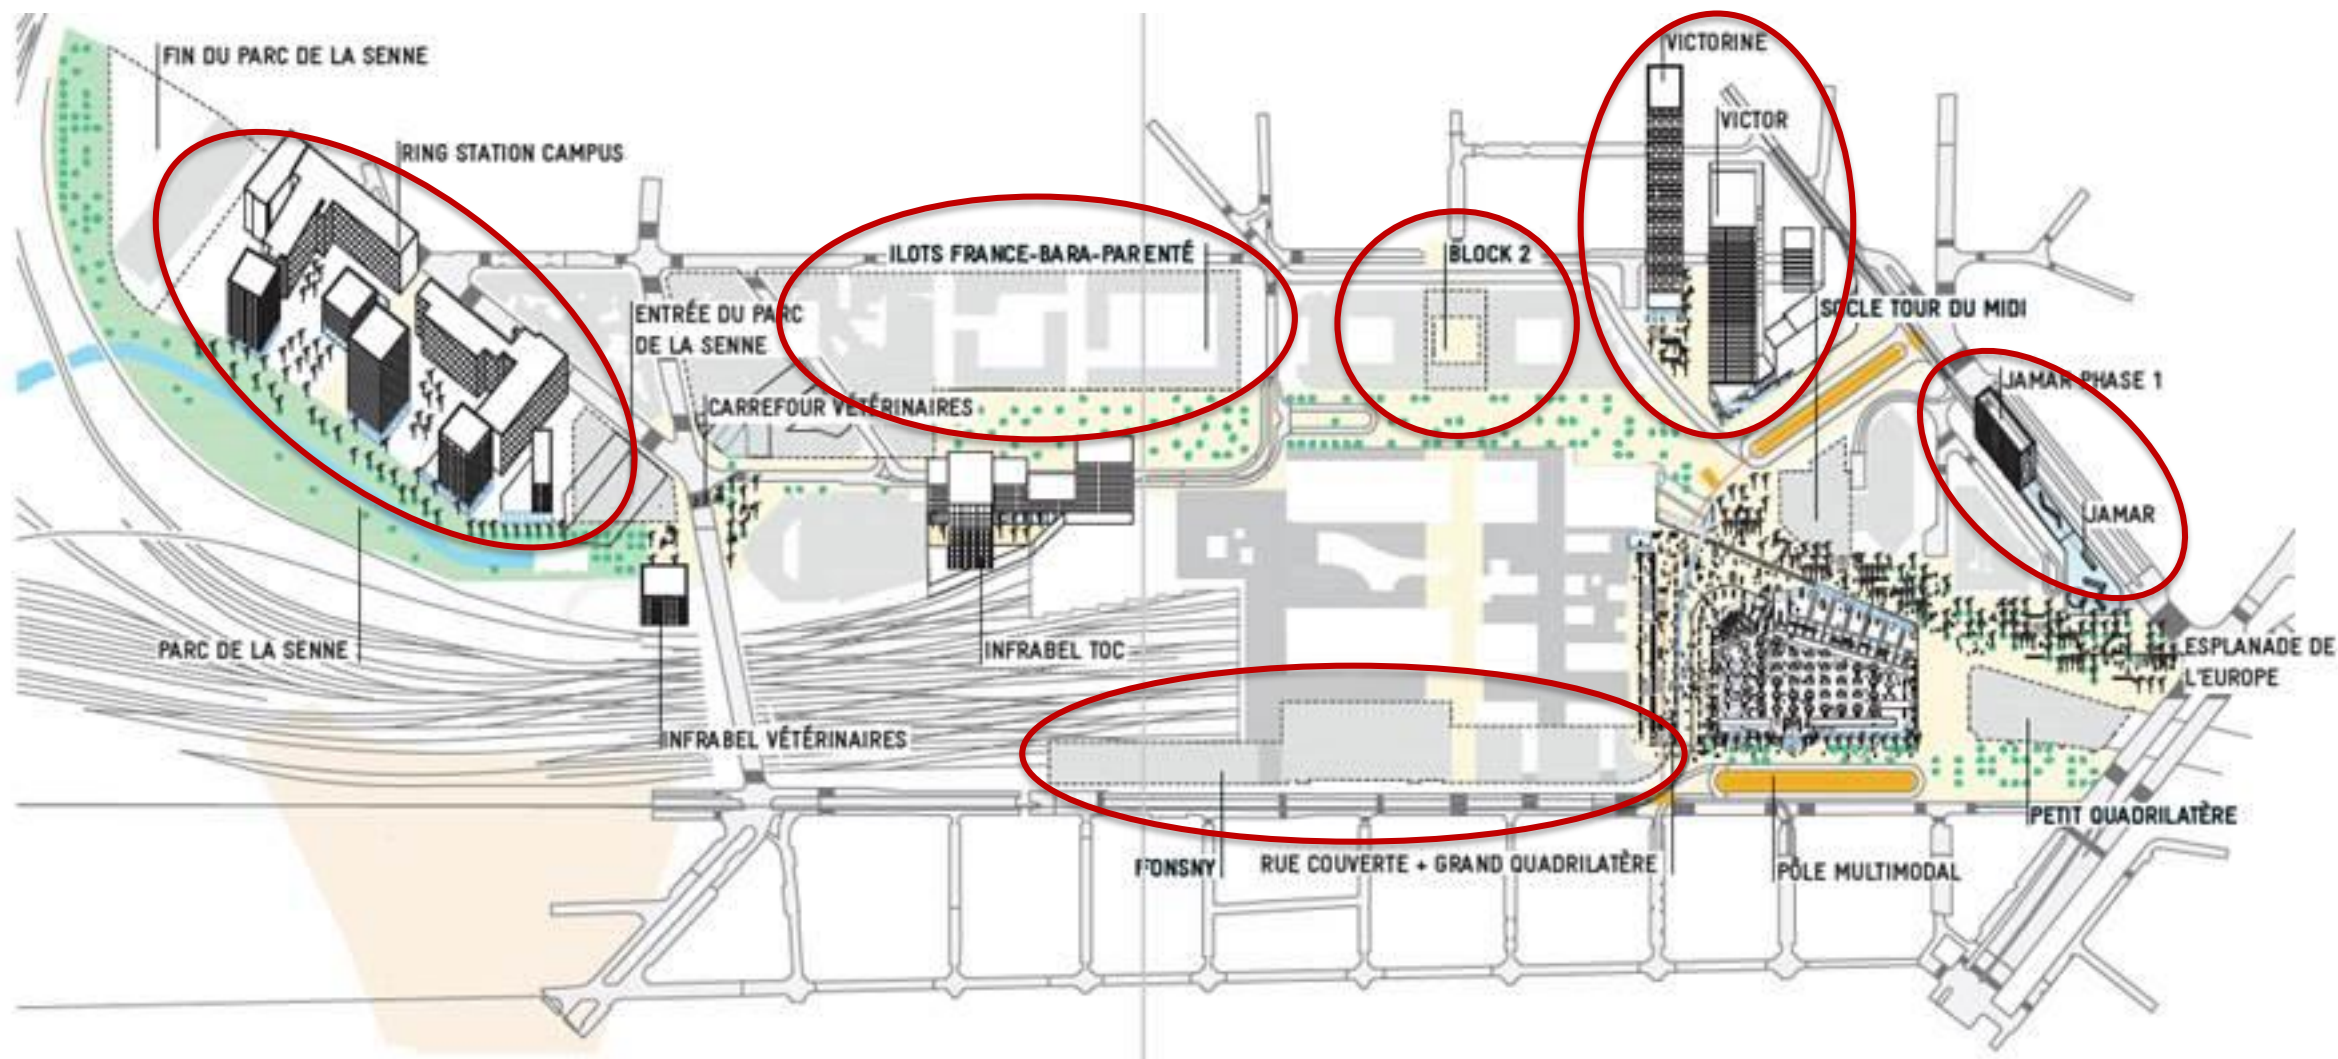 VICTORINE
FIN DU PARC DE LA SENNE
VICTOR
RING STATION CAMPUS
ILOTS FRANCE-BARA-PARENTÉ
BLOCK 2
ENTRÉE DU PARC
DE LA SENNE
SOCLE TOUR DU MIDI
JAMAR PHASE 1
CARREFOUR VÉTÉRINAIRES
JAMAR
PARC DE LA SENNE
INFRABEL TOC
ESPLANADE DE
L'EUROPE
INFRABEL VÉTÉRINAIRES
PETIT QUADRILATÈRE
FONSNY
RUE COUVERTE + GRAND QUADRILATÈRE
PÔLE MULTIMODAL